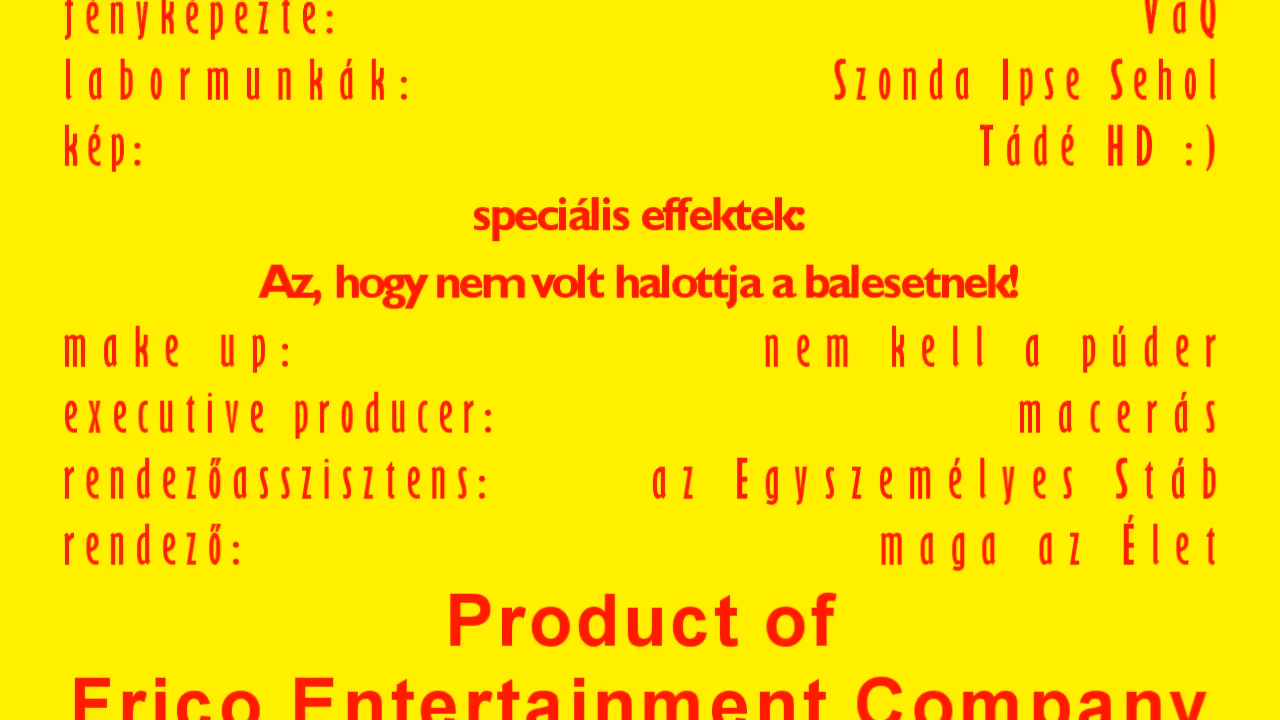 fényképezte: VaQ
labormunkák: Szonda Ipse Sehol
kép: Tádé HD :)
speciális effektek:
Az, hogy nem volt halottja a balesetnek!
make up: nem kell a púder
executive producer: macerás
rendezőasszisztens: az Egyszemélyes Stáb
rendező: maga az Élet
Product of
Erico Entertainment Company